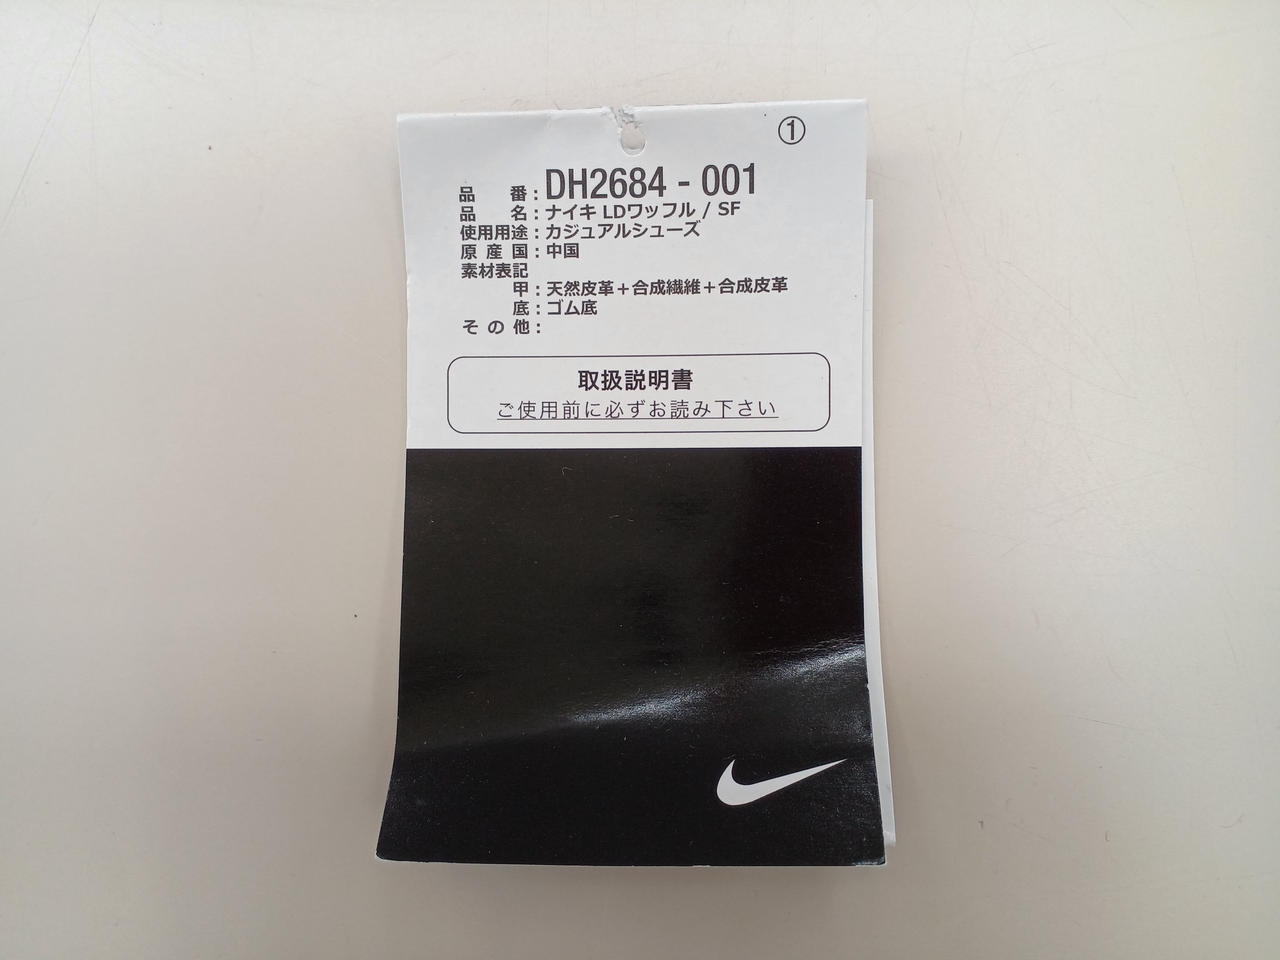 ①
品番：DH2684 - 001
品名：ナイキ LDワッフル / SF
使用用途：カジュアルシューズ
原産国：中国
素材表記
甲：天然皮革＋合成繊維＋合成皮革
底：ゴム底
その他：
取扱説明書
ご使用前に必ずお読み下さい